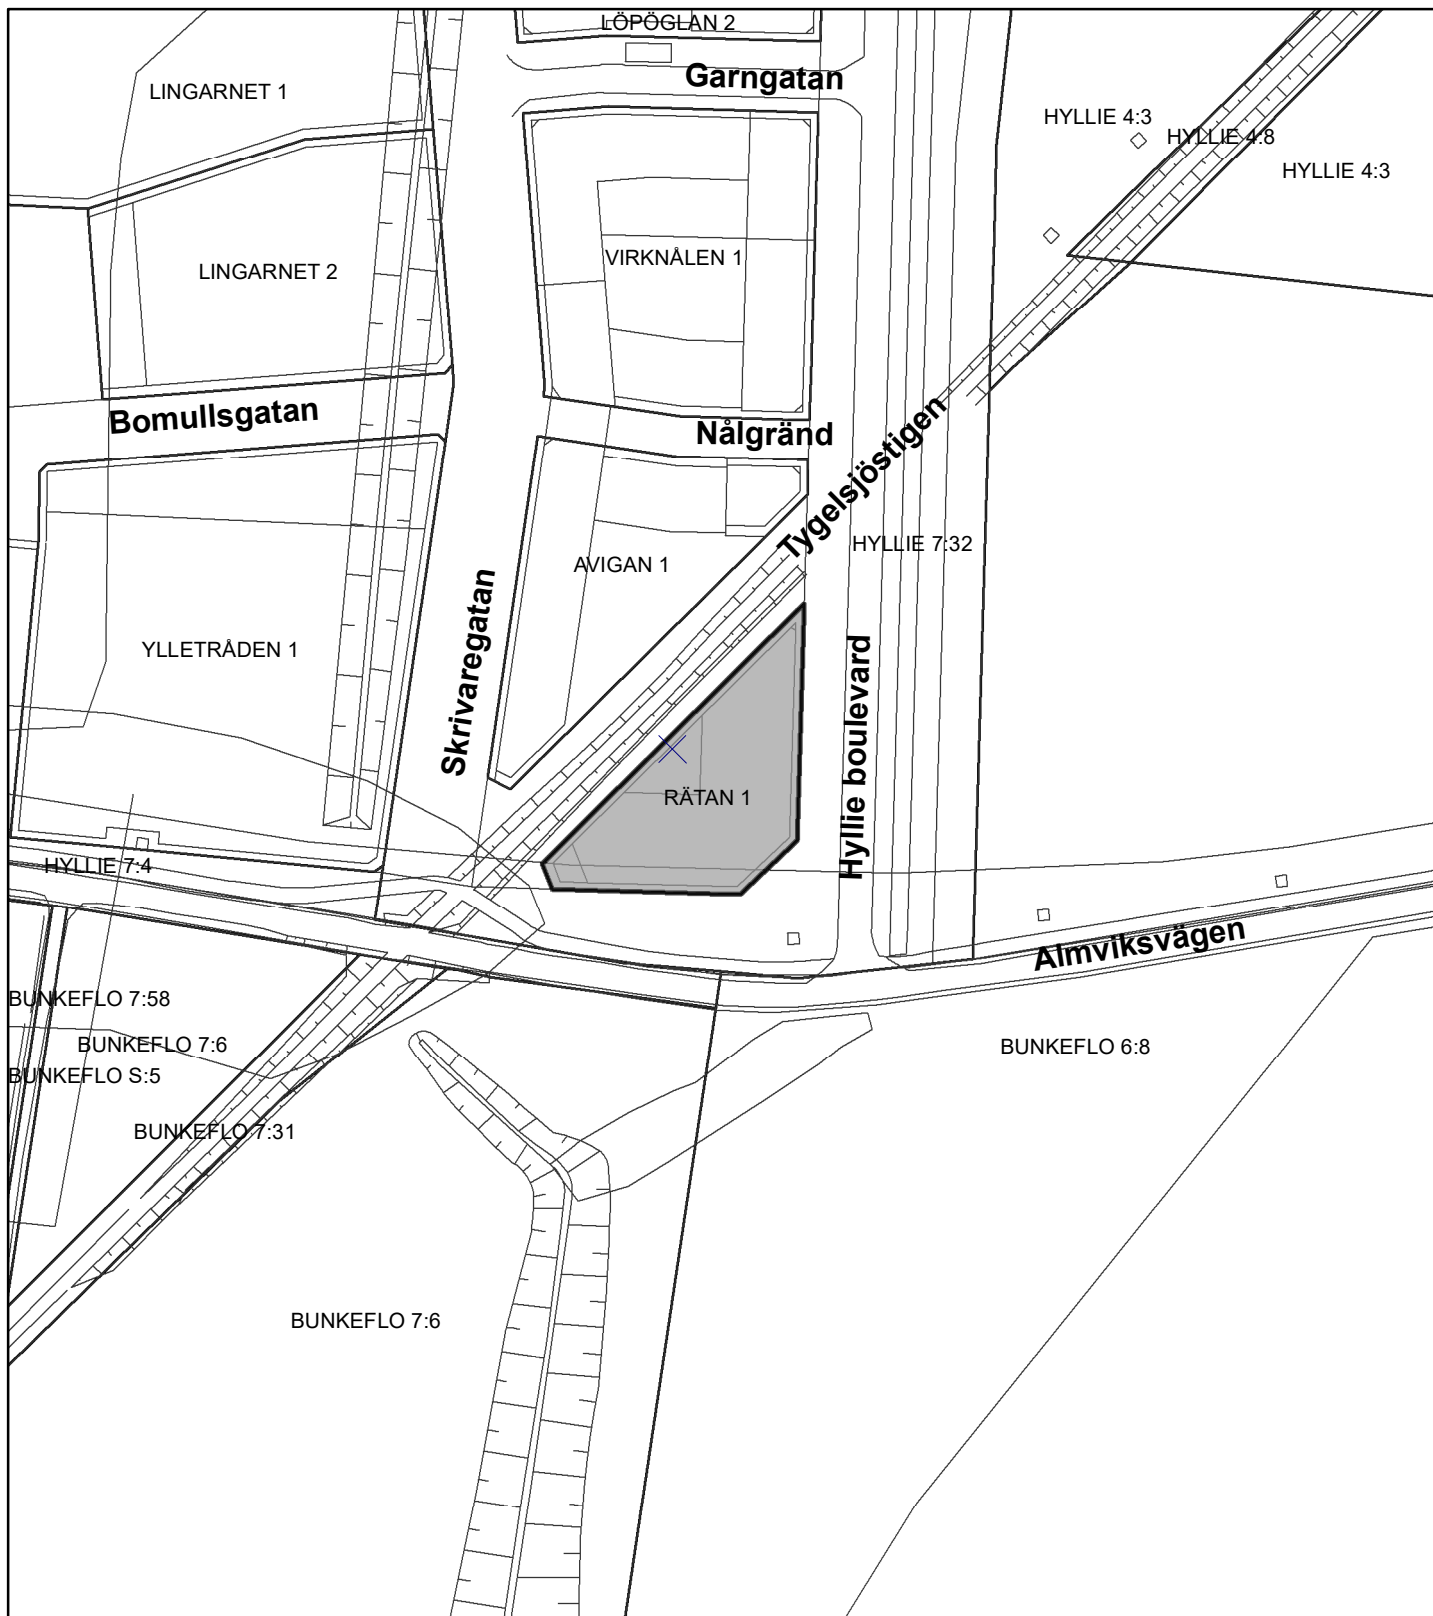 LÖPÖGLAN 2
Garngatan
LINGARNET 1
HYLLIE 4:3
HYLLIE 4:8
HYLLIE 4:3
VIRKNÅLEN 1
LINGARNET 2
Bomullsgatan
Nålgränd
Tygelsjöstigen
HYLLIE 7:32
AVIGAN 1
Skrivaregatan
YLLETRÅDEN 1
Hyllie boulevard
RÄTAN 1
HYLLIE 7:4
Almviksvägen
BUNKEFLO 7:58
BUNKEFLO 7:6
BUNKEFLO 6:8
BUNKEFLO S:5
BUNKEFLO 7:31
BUNKEFLO 7:6